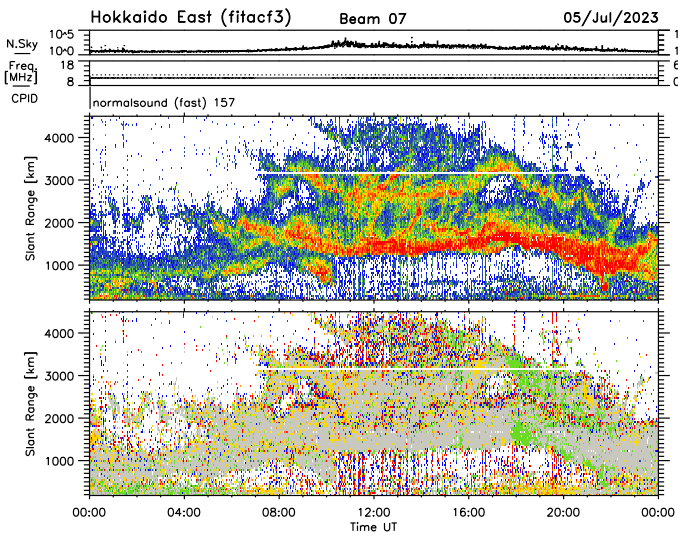 Hokkaido East (fitacf3) Beam 07 05/Jul/2023
N.Sky 10^5 10^0 1 1
Freq. [MHz] 18 8 6 0
CPID normalsound (fast) 157
Slant Range [km] 4000 3000 2000 1000
Slant Range [km] 4000 3000 2000 1000
00:00 04:00 08:00 12:00 16:00 20:00 00:00
Time UT